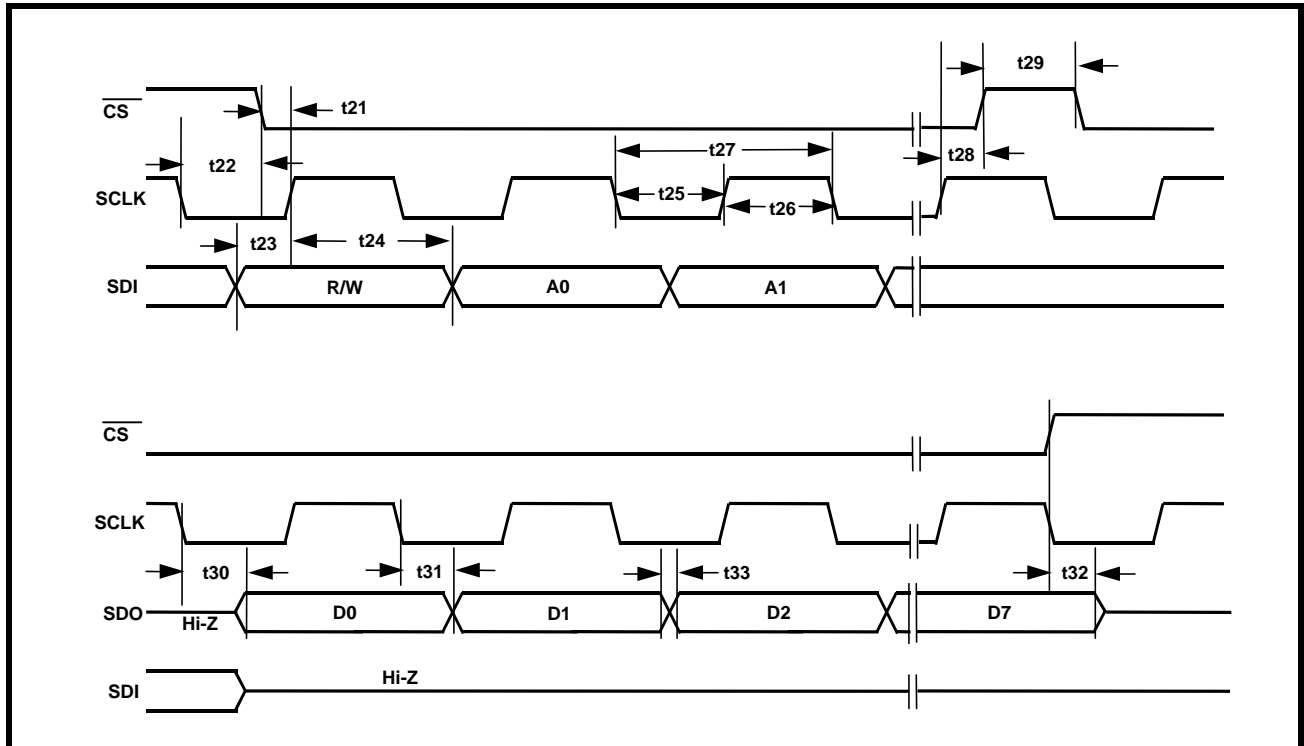 t29
CS
t21
t28
t22
t27
SCLK
t25
t26
t23
t24
SDI
R/W
A0
A1
CS
SCLK
t30
t31
t33
t32
SDO
Hi-Z
D0
D1
D2
D7
SDI
Hi-Z